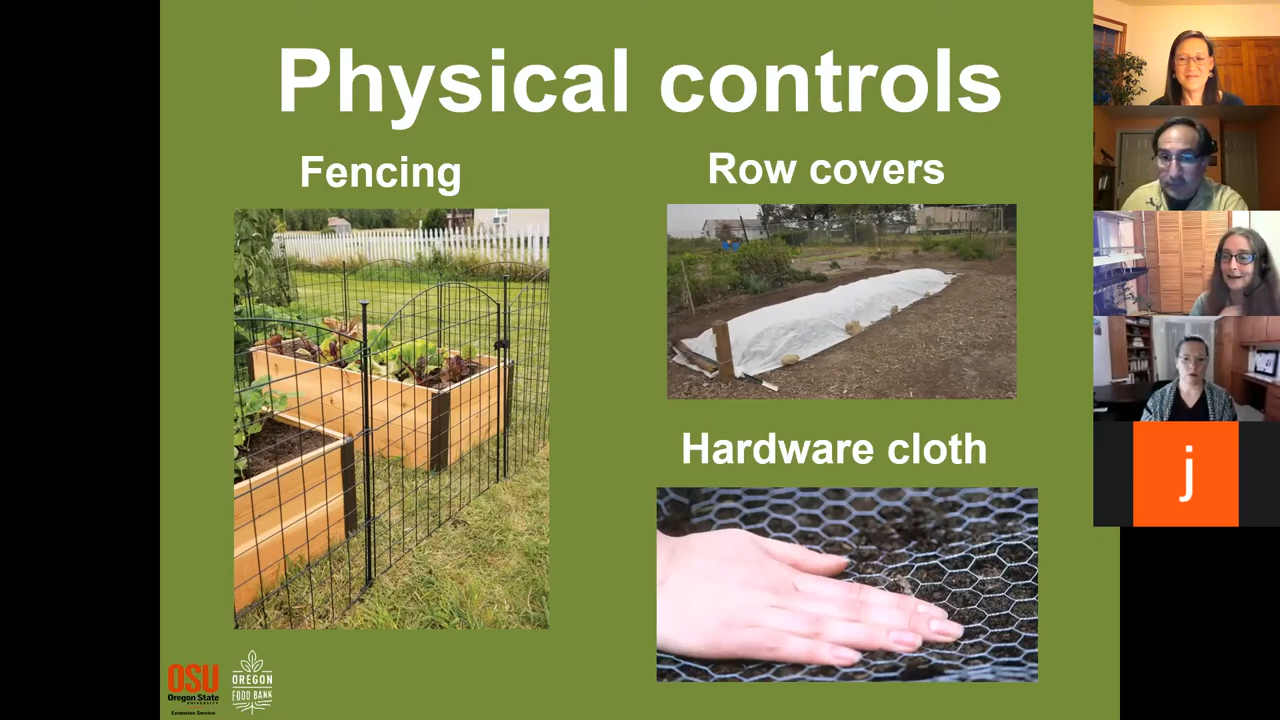 Physical controls
Fencing
Row covers
Hardware cloth
j
OSU
Oregon State
UNIVERSITY
Extension Service
OREGON
FOOD BANK